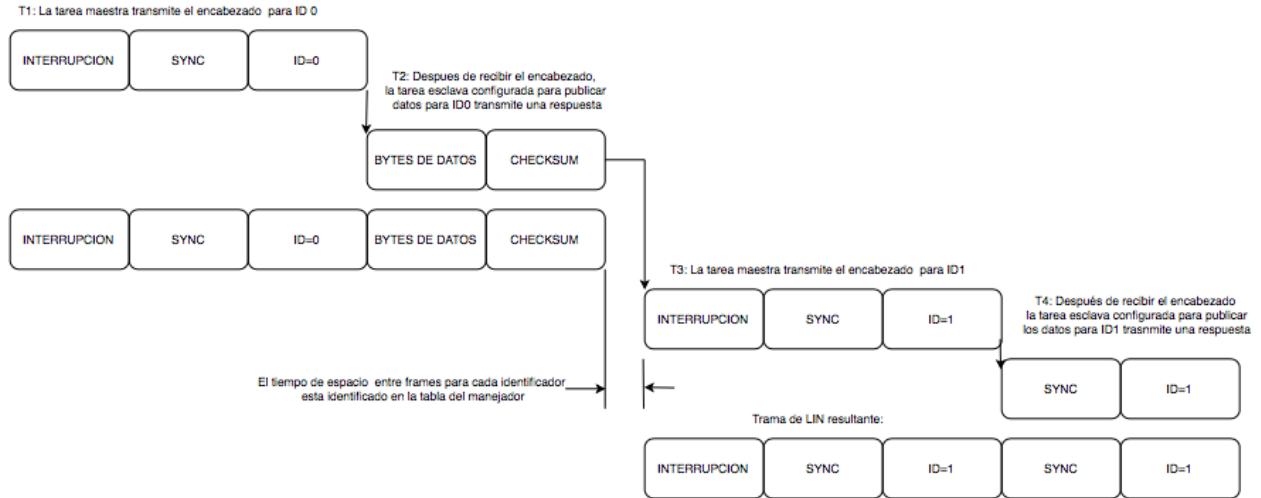 T1: La tarea maestra transmite el encabezado para ID 0
INTERRUPCION
SYNC
ID=0
T2: Despues de recibir el encabezado,
la tarea esclava configurada para publicar
datos para ID0 transmite una respuesta
BYTES DE DATOS
CHECKSUM
INTERRUPCION
SYNC
ID=0
BYTES DE DATOS
CHECKSUM
T3: La tarea maestra transmite el encabezado para ID1
INTERRUPCION
SYNC
ID=1
T4: Después de recibir el encabezado
la tarea esclava configurada para publicar
los datos para ID1 trasnmite una respuesta
SYNC
ID=1
El tiempo de espacio entre frames para cada identificador
esta identificado en la tabla del manejador
Trama de LIN resultante:
INTERRUPCION
SYNC
ID=1
SYNC
ID=1